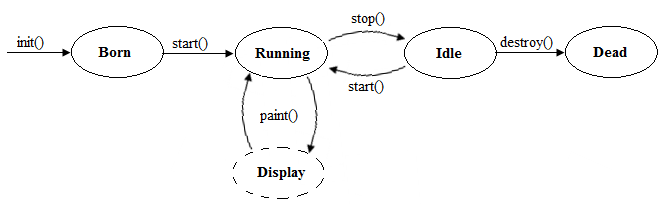 stop()
init()
Born
start()
Running
Idle
destroy()
Dead
start()
paint()
Display